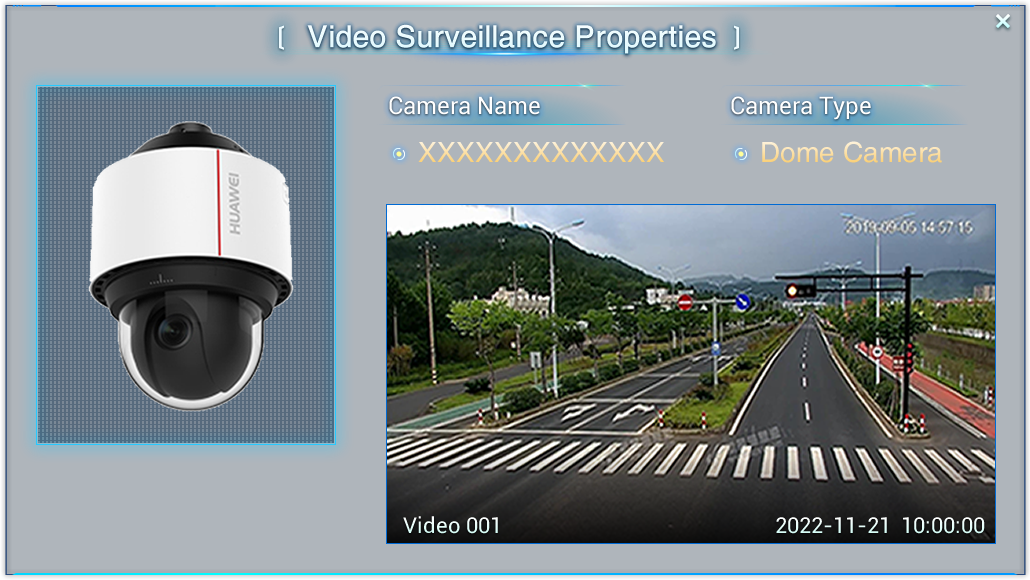 [ Video Surveillance Properties ]
Camera Name
Camera Type
XXXXXXXXXXXXX
Dome Camera
HUAWEI
2019-09-05 14:57:15
Video 001
2022-11-21 10:00:00